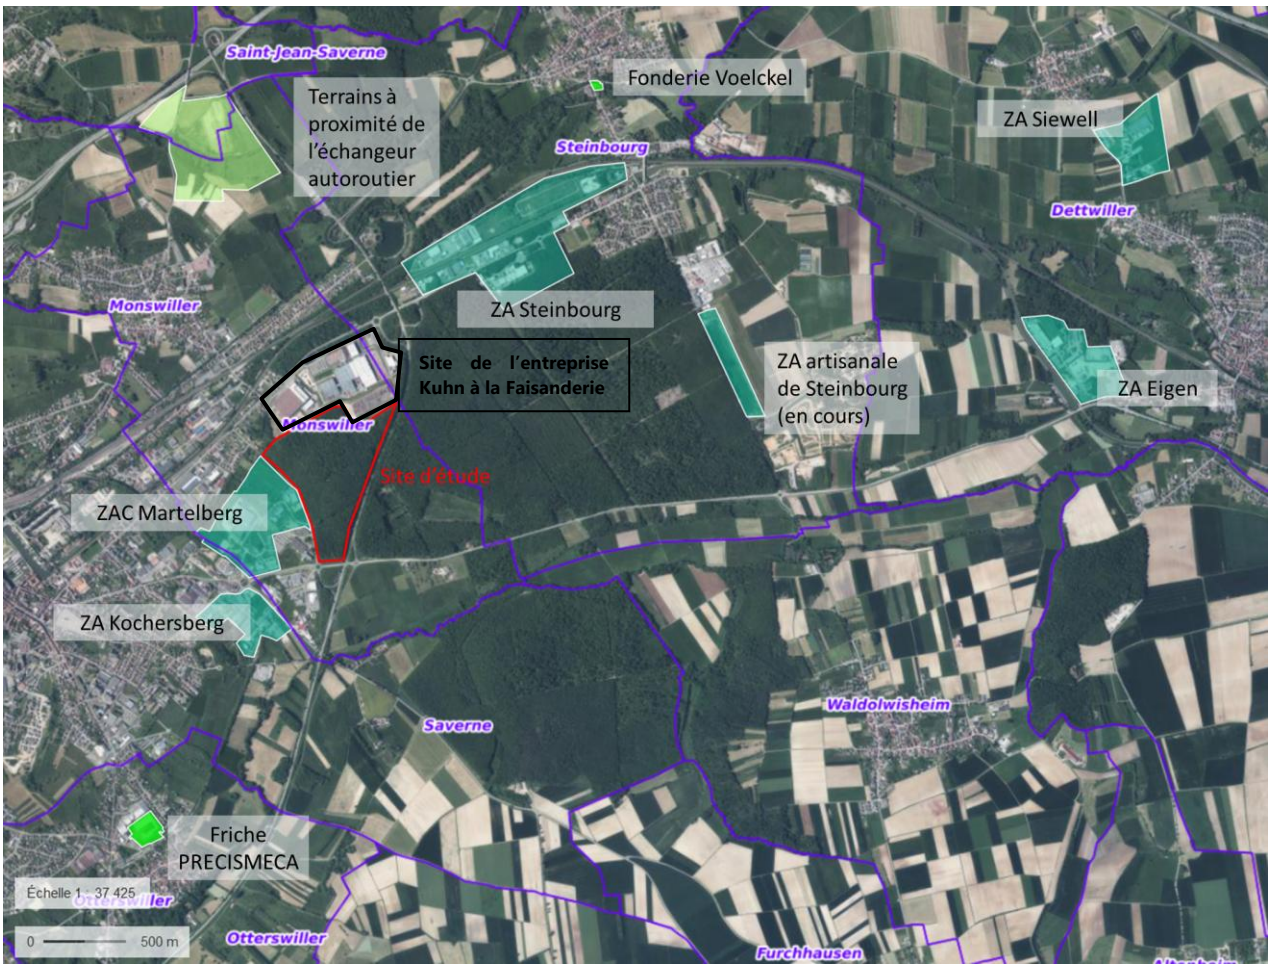 Saint-Jean-Saverne
Fonderie Voelckel
Terrains à
proximité de
l'échangeur
autoroutier
ZA Siewell
Steinbourg
Dettwiller
Monswiller
ZA Steinbourg
Site de l'entreprise
Kuhn à la Faisanderie
ZA artisanale
de Steinbourg
(en cours)
ZA Eigen
Monswiller
Site d'étude
ZAC Martelberg
ZA Kochersberg
Waldolwisheim
Saverne
Friche
PRECISMECA
Échelle 1 : 37 425
Otterswiller
0 500 m
Otterswiller
Furchhausen
Altenheim